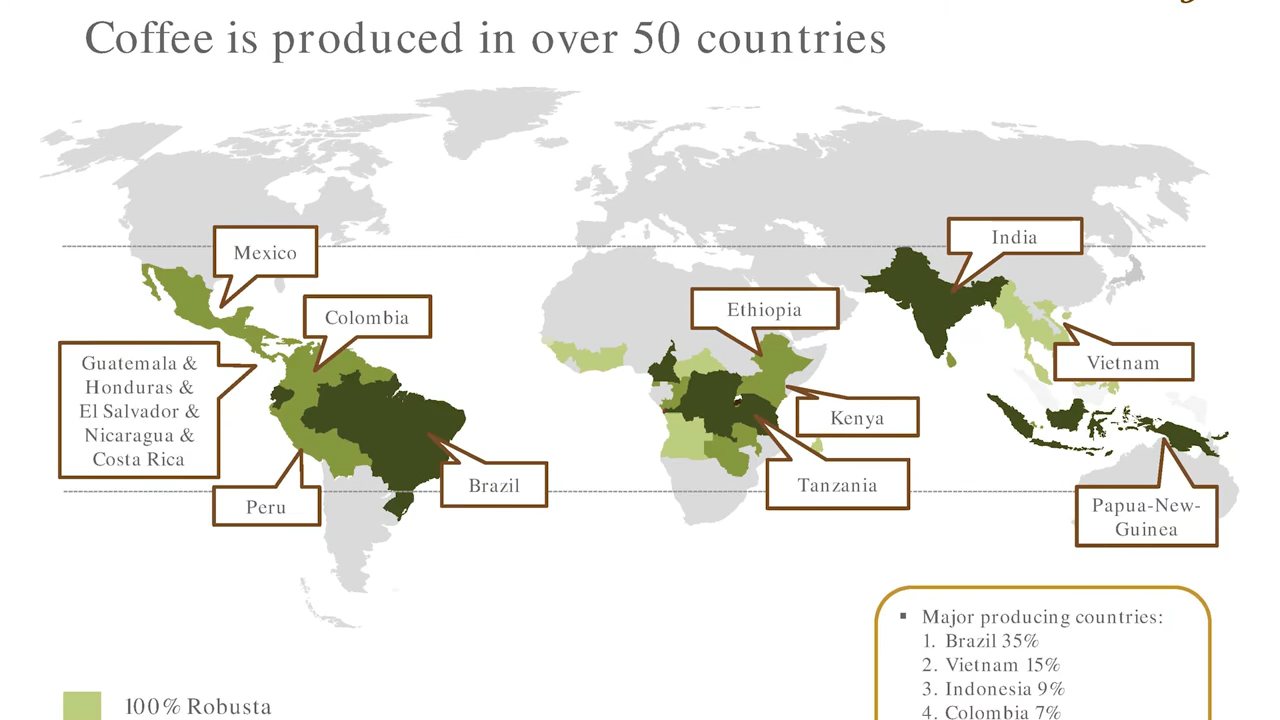 Coffee is produced in over 50 countries
Mexico
India
Colombia
Ethiopia
Guatemala &
Honduras &
El Salvador &
Nicaragua &
Costa Rica
Vietnam
Kenya
Peru
Brazil
Tanzania
Papua-New-
Guinea
▪ Major producing countries:
1. Brazil 35%
2. Vietnam 15%
3. Indonesia 9%
4. Colombia 7%
100% Robusta